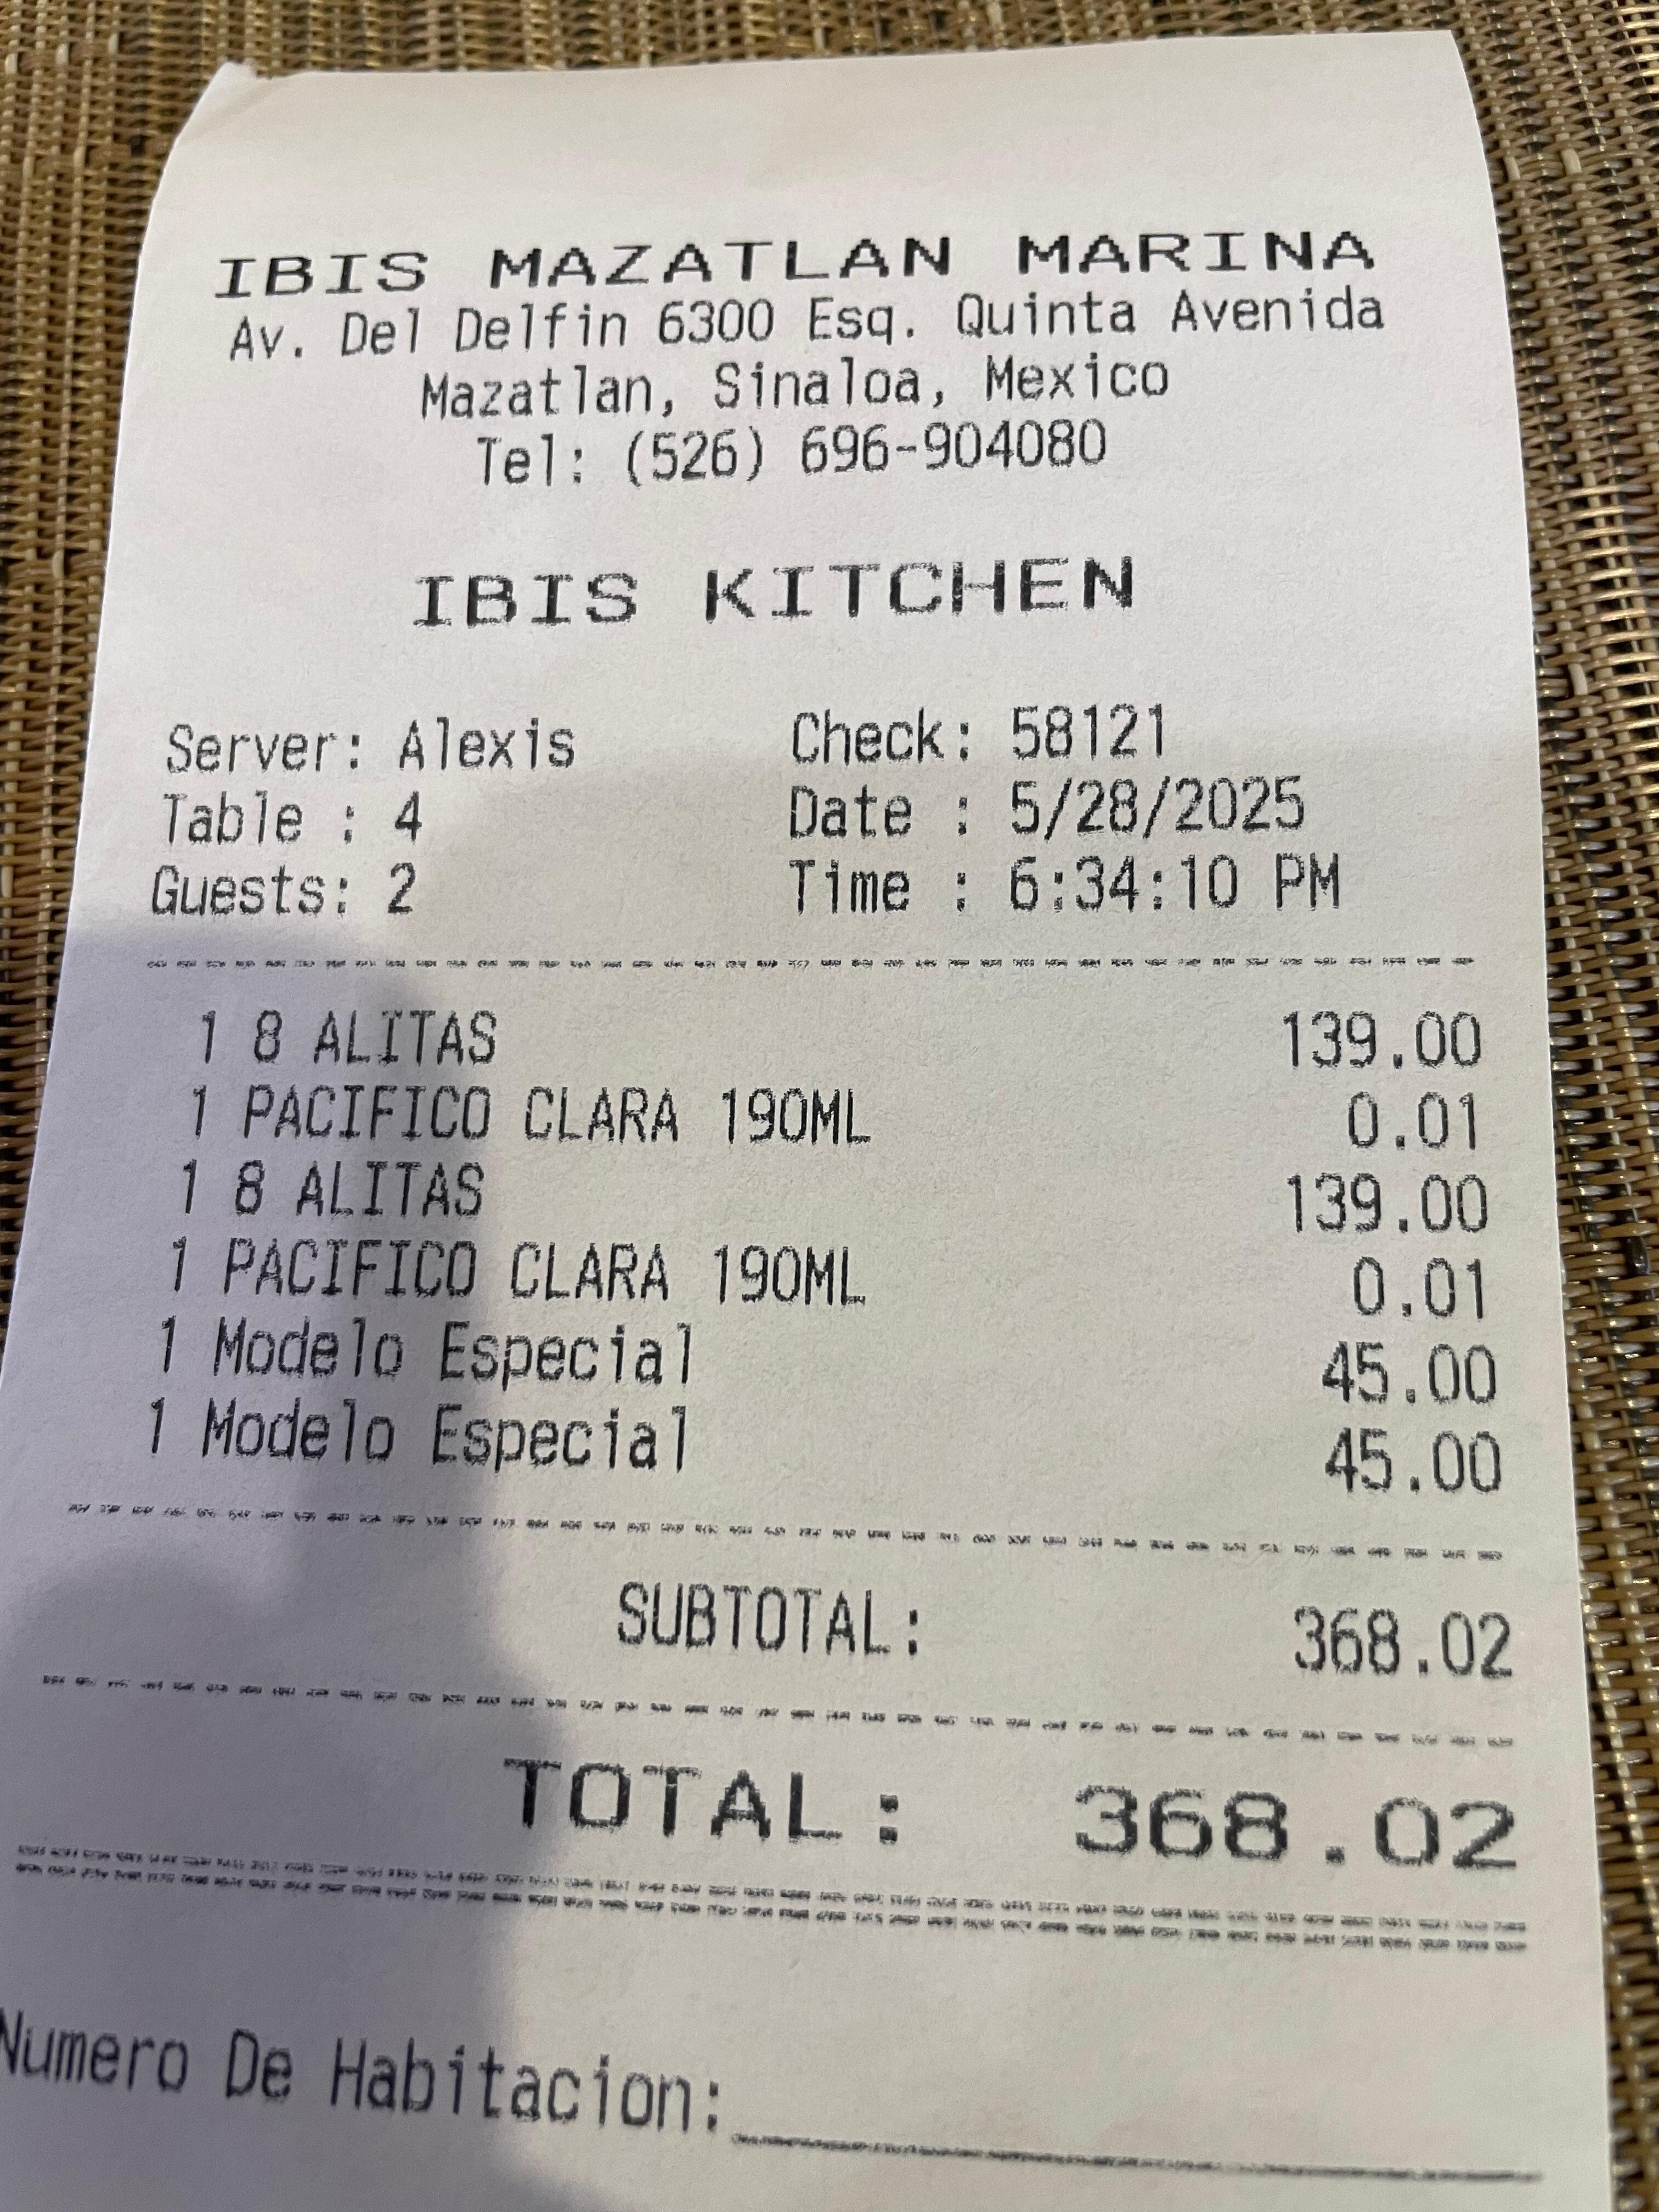 IBIS MAZATLAN MARINA
Av. Del Delfin 6300 Esq. Quinta Avenida
Mazatlan, Sinaloa, Mexico
Tel: (526) 696-904080
IBIS KITCHEN
Server: Alexis Check: 58121
Table : 4 Date : 5/28/2025
Guests: 2 Time : 6:34:10 PM
1 8 ALITAS 139.00
1 PACIFICO CLARA 190ML 0.01
1 8 ALITAS 139.00
1 PACIFICO CLARA 190ML 0.01
1 Modelo Especial 45.00
1 Modelo Especial 45.00
SUBTOTAL: 368.02
TOTAL: 368.02
Numero De Habitacion: